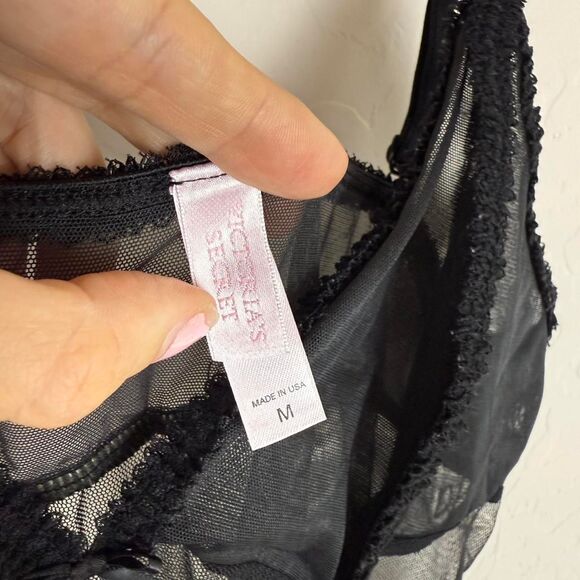 VICTORIA'S
SECRET
MADE IN USA
M